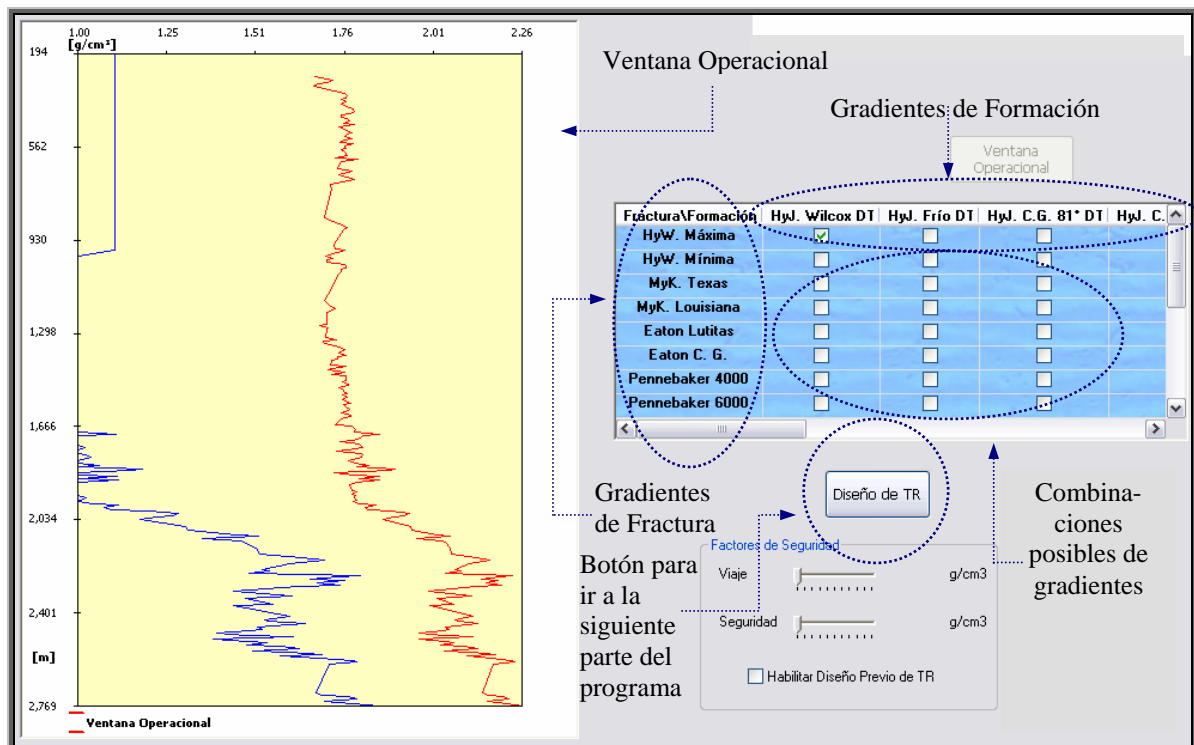 1.00 1.25 1.51 1.76 2.01 2.26
[g/cm³]
194
562
930
1,298
1,666
2,034
2,401
[m]
2,769
Ventana Operacional
Ventana Operacional
Gradientes de Formación
Ventana
Operacional
Fractura\Formación HyJ. Wilcox DT HyJ. Frío DT HyJ. C.G. 81* DT HyJ. C.
HyW. Máxima
HyW. Mínima
MyK. Texas
MyK. Louisiana
Eaton Lutitas
Eaton C. G.
Pennebaker 4000
Pennebaker 6000
Gradientes
de Fractura
Diseño de TR
Combina-
ciones
posibles de
gradientes
Botón para
ir a la
siguiente
parte del
programa
Factores de Seguridad
Viaje g/cm3
Seguridad g/cm3
Habilitar Diseño Previo de TR